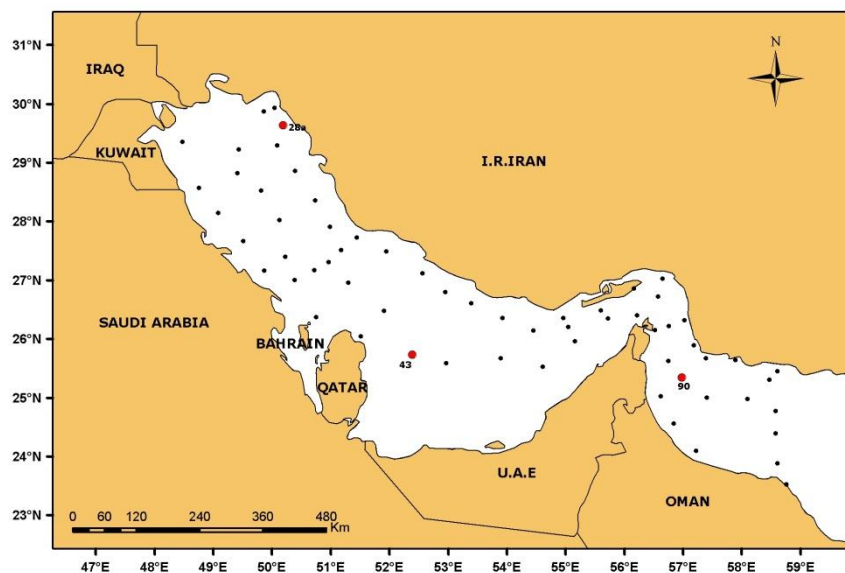 31°N
N
IRAQ
30°N
28a
KUWAIT
29°N
I.R.IRAN
28°N
27°N
SAUDI ARABIA
26°N
BAHRAIN
43
QATAR
90
25°N
24°N
U.A.E
OMAN
23°N
0 60 120 240 360 480
Km
47°E 48°E 49°E 50°E 51°E 52°E 53°E 54°E 55°E 56°E 57°E 58°E 59°E